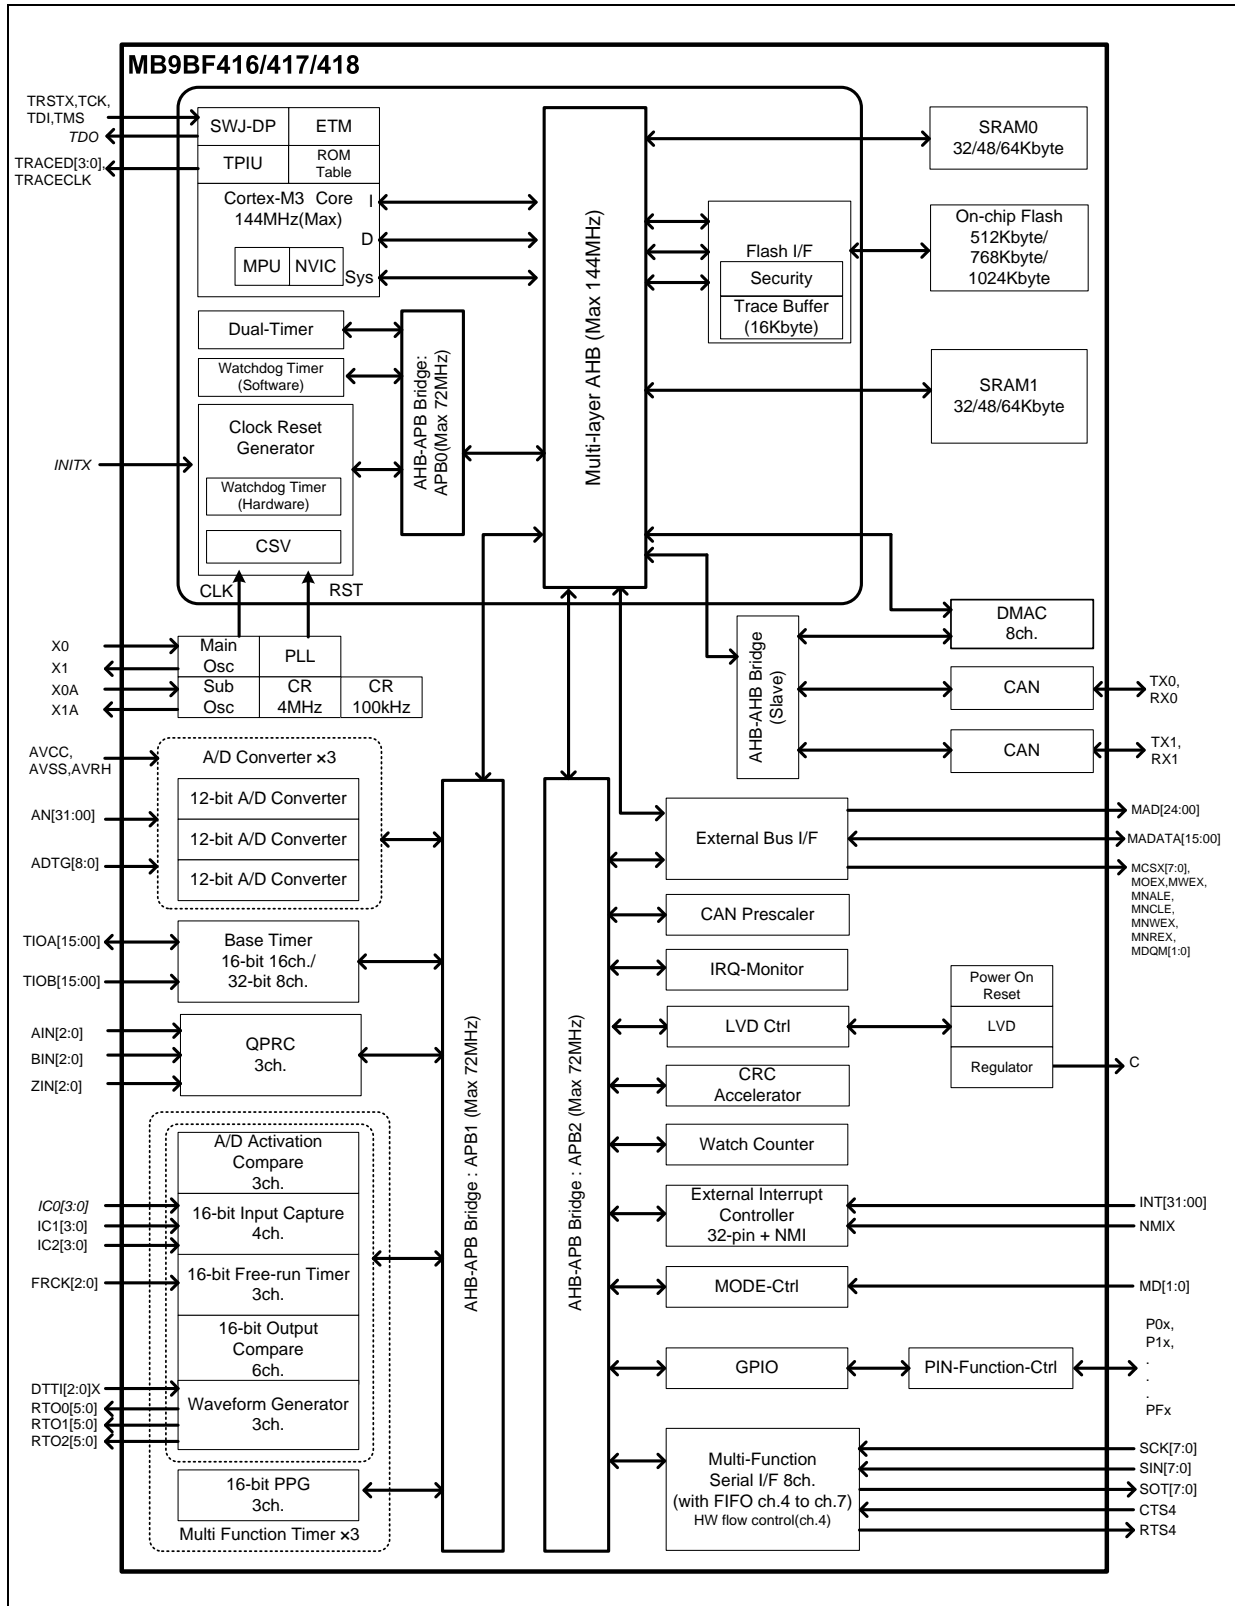 MB9BF416/417/418
TRSTX,TCK,
TDI,TMS
TDO
TRACED[3:0],
TRACECLK
SWJ-DP
ETM
TPIU
ROM
Table
Cortex-M3 Core
144MHz(Max)
I
D
Sys
MPU
NVIC
Dual-Timer
Watchdog Timer
(Software)
Clock Reset
Generator
Watchdog Timer
(Hardware)
CSV
INITX
CLK
RST
AHB-APB Bridge:
APB0(Max 72MHz)
Multi-layer AHB (Max 144MHz)
Flash I/F
Security
Trace Buffer
(16Kbyte)
SRAM0
32/48/64Kbyte
On-chip Flash
512Kbyte/
768Kbyte/
1024Kbyte
SRAM1
32/48/64Kbyte
X0
X1
X0A
X1A
Main
Osc
PLL
Sub
Osc
CR
4MHz
CR
100kHz
AHB-AHB Bridge
(Slave)
DMAC
8ch.
CAN
TX0,
RX0
CAN
TX1,
RX1
AVCC,
AVSS,AVRH
AN[31:00]
ADTG[8:0]
A/D Converter ×3
12-bit A/D Converter
12-bit A/D Converter
12-bit A/D Converter
TIOA[15:00]
TIOB[15:00]
Base Timer
16-bit 16ch./
32-bit 8ch.
AIN[2:0]
BIN[2:0]
ZIN[2:0]
QPRC
3ch.
A/D Activation
Compare
3ch.
IC0[3:0]
IC1[3:0]
IC2[3:0]
16-bit Input Capture
4ch.
FRCK[2:0]
16-bit Free-run Timer
3ch.
16-bit Output
Compare
6ch.
DTTI[2:0]X
RTO0[5:0]
RTO1[5:0]
RTO2[5:0]
Waveform Generator
3ch.
16-bit PPG
3ch.
Multi Function Timer ×3
AHB-APB Bridge : APB1 (Max 72MHz)
AHB-APB Bridge : APB2 (Max 72MHz)
External Bus I/F
MAD[24:00]
MADATA[15:00]
MCSX[7:0],
MOEX,MWEX,
MNALE,
MNCLE,
MNWEX,
MNREX,
MDQM[1:0]
CAN Prescaler
IRQ-Monitor
LVD Ctrl
Power On
Reset
LVD
Regulator
C
CRC
Accelerator
Watch Counter
External Interrupt
Controller
32-pin + NMI
INT[31:00]
NMIX
MODE-Ctrl
MD[1:0]
GPIO
PIN-Function-Ctrl
P0x,
P1x,
.
.
.
PFx
Multi-Function
Serial I/F 8ch.
(with FIFO ch.4 to ch.7)
HW flow control(ch.4)
SCK[7:0]
SIN[7:0]
SOT[7:0]
CTS4
RTS4